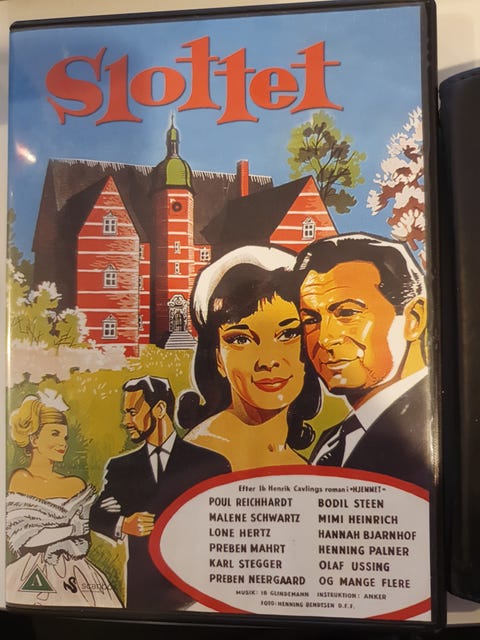 Slottet
Efter Ib Henrik Cavlings roman i »HJEMMET«
POUL REICHHARDT
MALENE SCHWARTZ
LONE HERTZ
PREBEN MAHRT
KARL STEGGER
PREBEN NEERGAARD
BODIL STEEN
MIMI HEINRICH
HANNAH BJARNHOF
HENNING PALNER
OLAF USSING
OG MANGE FLERE
MUSIK: IB GLINDEMANN INSTRUKTION: ANKER
FOTO: HENNING BENDTSEN D.F.F.
A